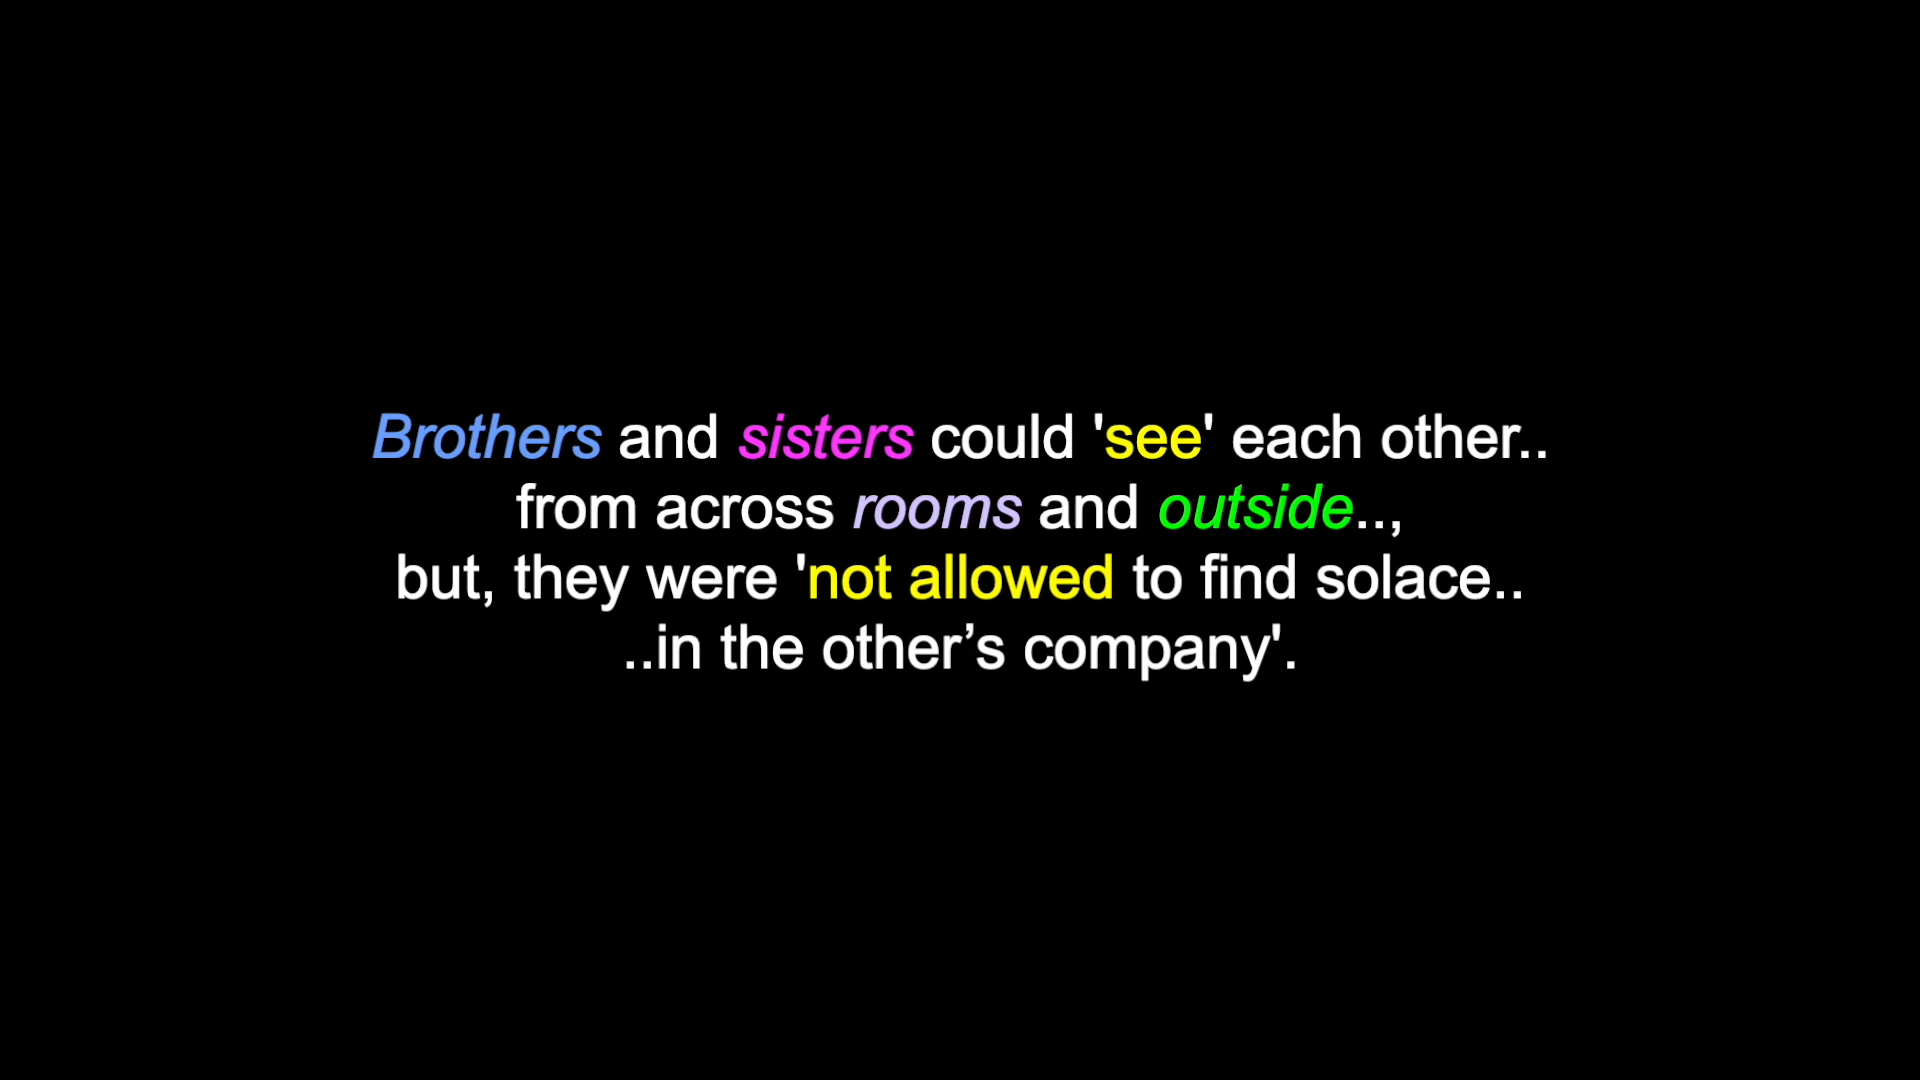 Brothers and sisters could 'see' each other..
from across rooms and outside..,
but, they were 'not allowed to find solace..
..in the other’s company'.